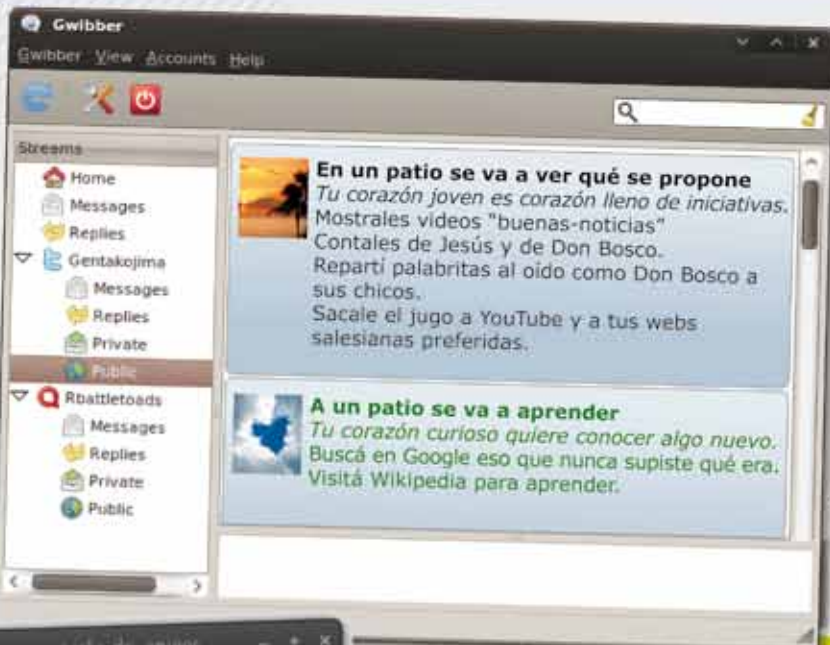 Gwibber
Gwibber View Accounts Help
Streams
Home
Messages
Replies
Gentakojima
Messages
Replies
Private
Public
Rbattletoads
Messages
Replies
Private
Public
En un patio se va a ver qué se propone
Tu corazón joven es corazón lleno de iniciativas.
Mostrales videos "buenas-noticias"
Contales de Jesús y de Don Bosco.
Repartí palabritas al oído como Don Bosco a
sus chicos.
Sacale el jugo a YouTube y a tus webs
salesianas preferidas.
A un patio se va a aprender
Tu corazón curioso quiere conocer algo nuevo.
Buscá en Google eso que nunca supiste qué era.
Visitá Wikipedia para aprender.